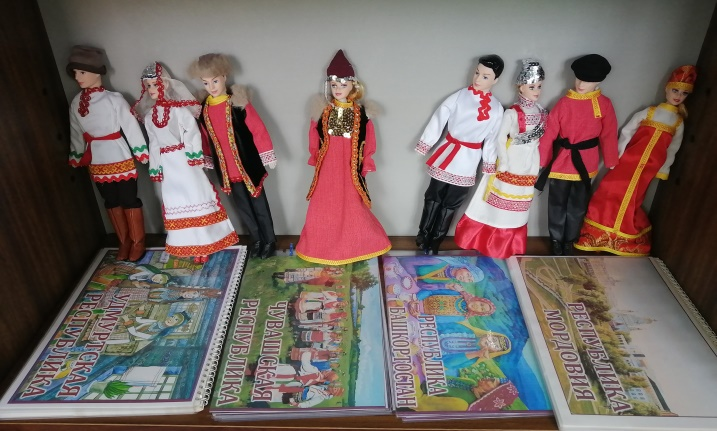 УДМУРТСКАЯ
РЕСПУБЛИКА
ЧУВАШСКАЯ
РЕСПУБЛИКА
РЕСПУБЛИКА
БАШКОРТОСТАН
РЕСПУБЛИКА
МОРДОВИЯ